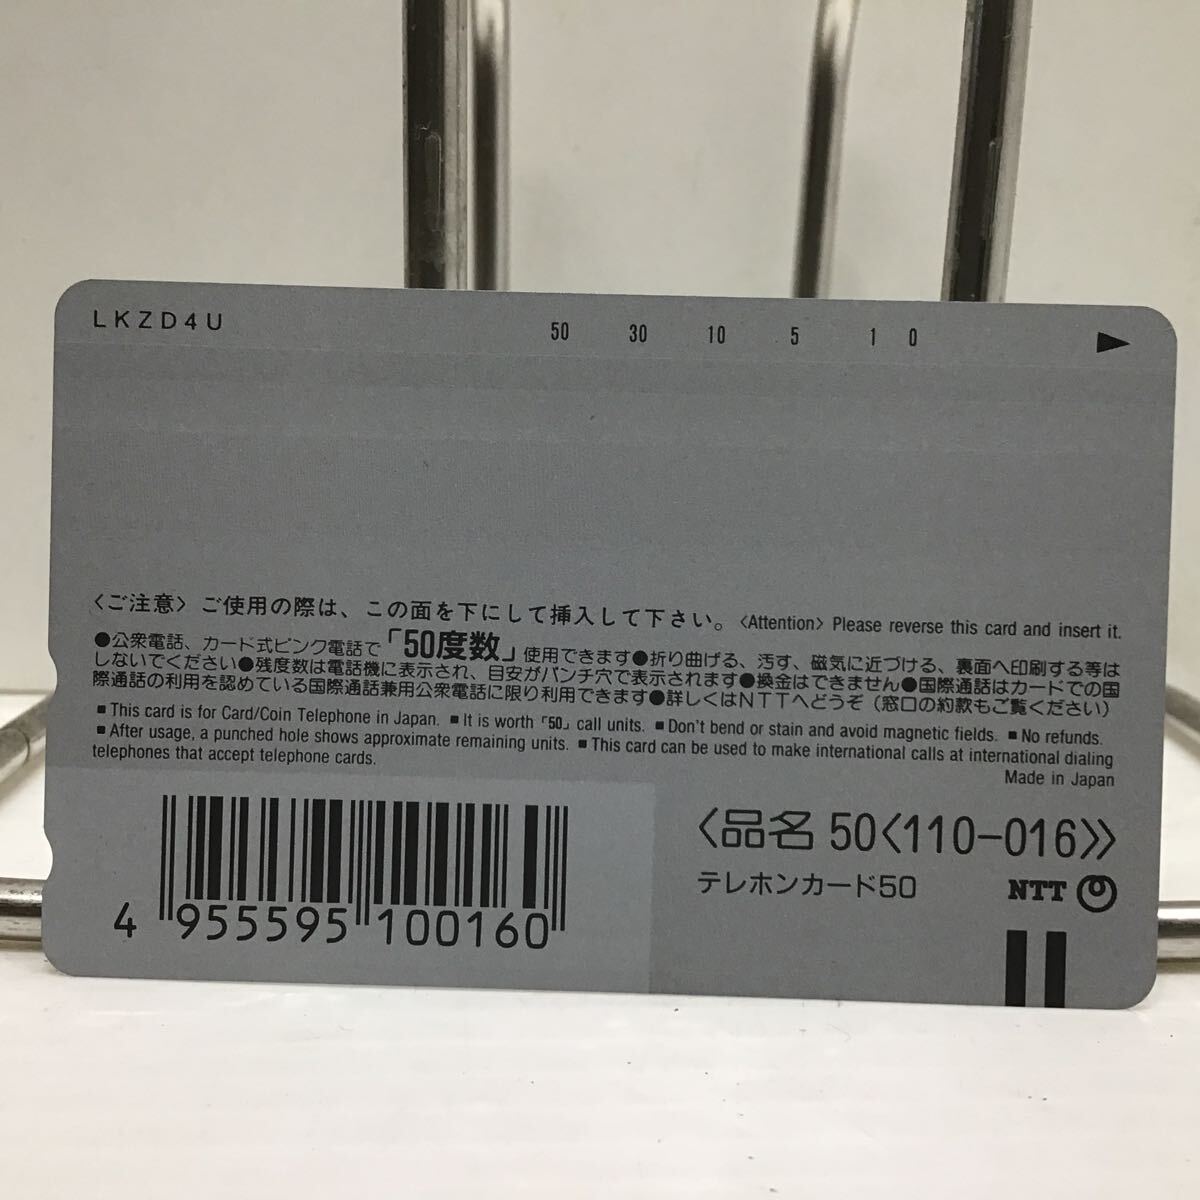 LKZD4U
50 30 10 5 1 0 ▶
〈ご注意〉ご使用の際は、この面を下にして挿入して下さい。〈Attention〉Please reverse this card and insert it.
●公衆電話、カード式ピンク電話で「50度数」使用できます●折り曲げる、汚す、磁気に近づける、裏面へ印刷する等は
しないでください●残度数は電話機に表示され、目安がパンチ穴で表示されます●換金はできません●国際通話はカードでの国
際通話の利用を認めている国際通話兼用公衆電話に限り利用できます●詳しくはNTTへどうぞ(窓口の約款もご覧ください)
■This card is for Card/Coin Telephone in Japan. ■It is worth「50」call units. ■Don't bend or stain and avoid magnetic fields. ■No refunds.
■After usage, a punched hole shows approximate remaining units. ■This card can be used to make international calls at international dialing
telephones that accept telephone cards.
Made in Japan
〈品名 50〈110-016〉〉
テレホンカード50
NTT
4 955595 100160